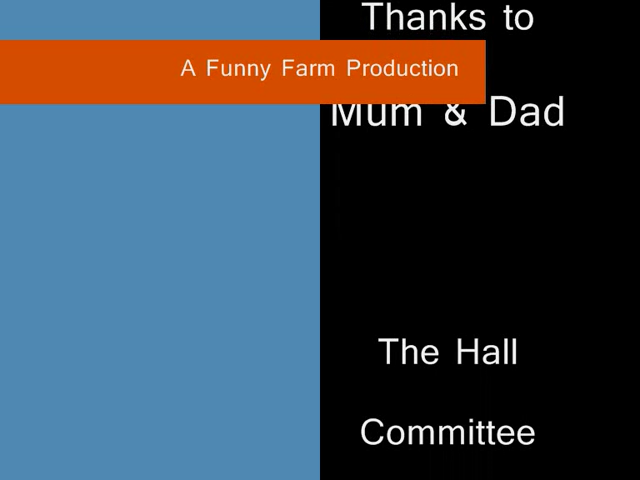 Thanks to
A Funny Farm Production
Mum & Dad
The Hall
Committee